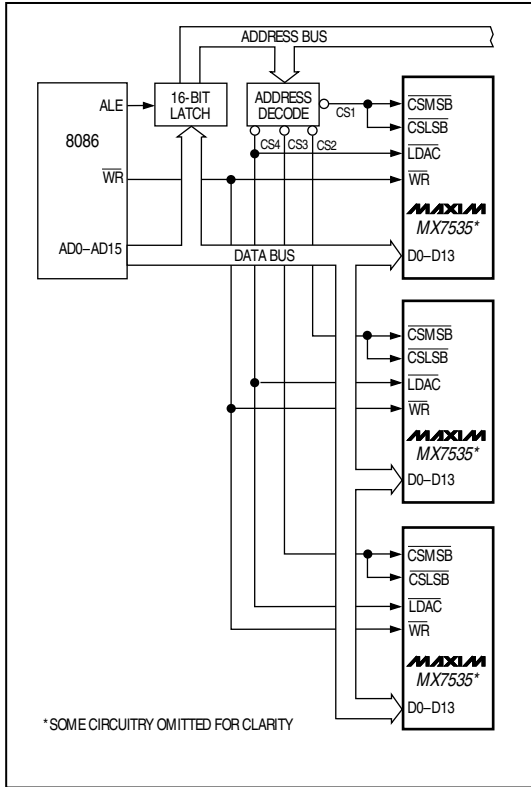 ADDRESS BUS
ALE
16-BIT
LATCH
ADDRESS
DECODE
CS1
CSMSB
CSLSB
8086
CS4
CS3
CS2
LDAC
WR
WR
MAXIM
MX7535*
AD0–AD15
DATA BUS
D0–D13
CSMSB
CSLSB
LDAC
WR
MAXIM
MX7535*
D0–D13
CSMSB
CSLSB
LDAC
WR
MAXIM
MX7535*
D0–D13
* SOME CIRCUITRY OMITTED FOR CLARITY